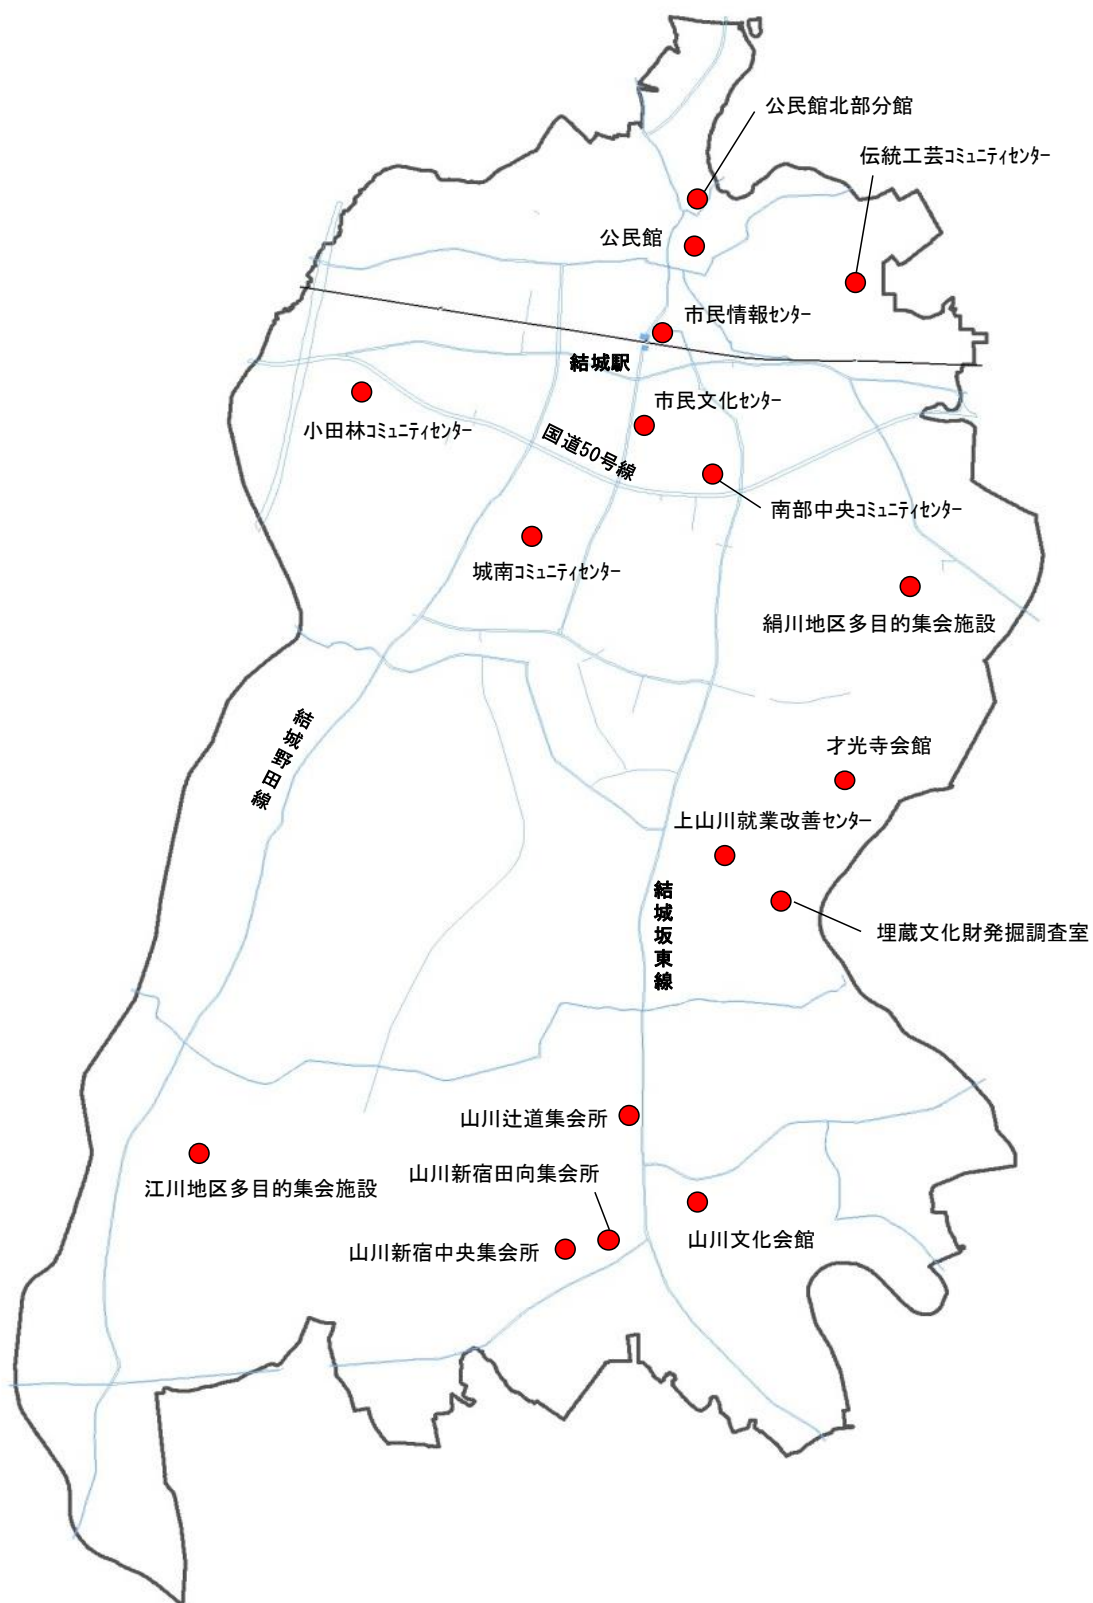 公民館北部分館
伝統工芸ｺﾐｭﾆﾃｨｾﾝﾀｰ
公民館
市民情報ｾﾝﾀｰ
結城駅
市民文化ｾﾝﾀｰ
小田林ｺﾐｭﾆﾃｨｾﾝﾀｰ
国道50号線
南部中央ｺﾐｭﾆﾃｨｾﾝﾀｰ
城南ｺﾐｭﾆﾃｨｾﾝﾀｰ
絹川地区多目的集会施設
結城野田線
才光寺会館
上山川就業改善ｾﾝﾀｰ
結城坂東線
埋蔵文化財発掘調査室
山川辻道集会所
山川新宿田向集会所
江川地区多目的集会施設
山川文化会館
山川新宿中央集会所